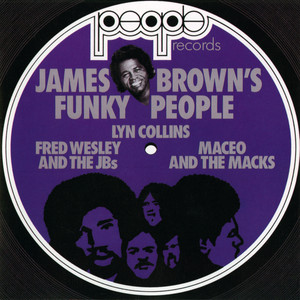 people
records
JAMES BROWN'S
FUNKY PEOPLE
LYN COLLINS
FRED WESLEY
AND THE JBs
MACEO
AND THE MACKS